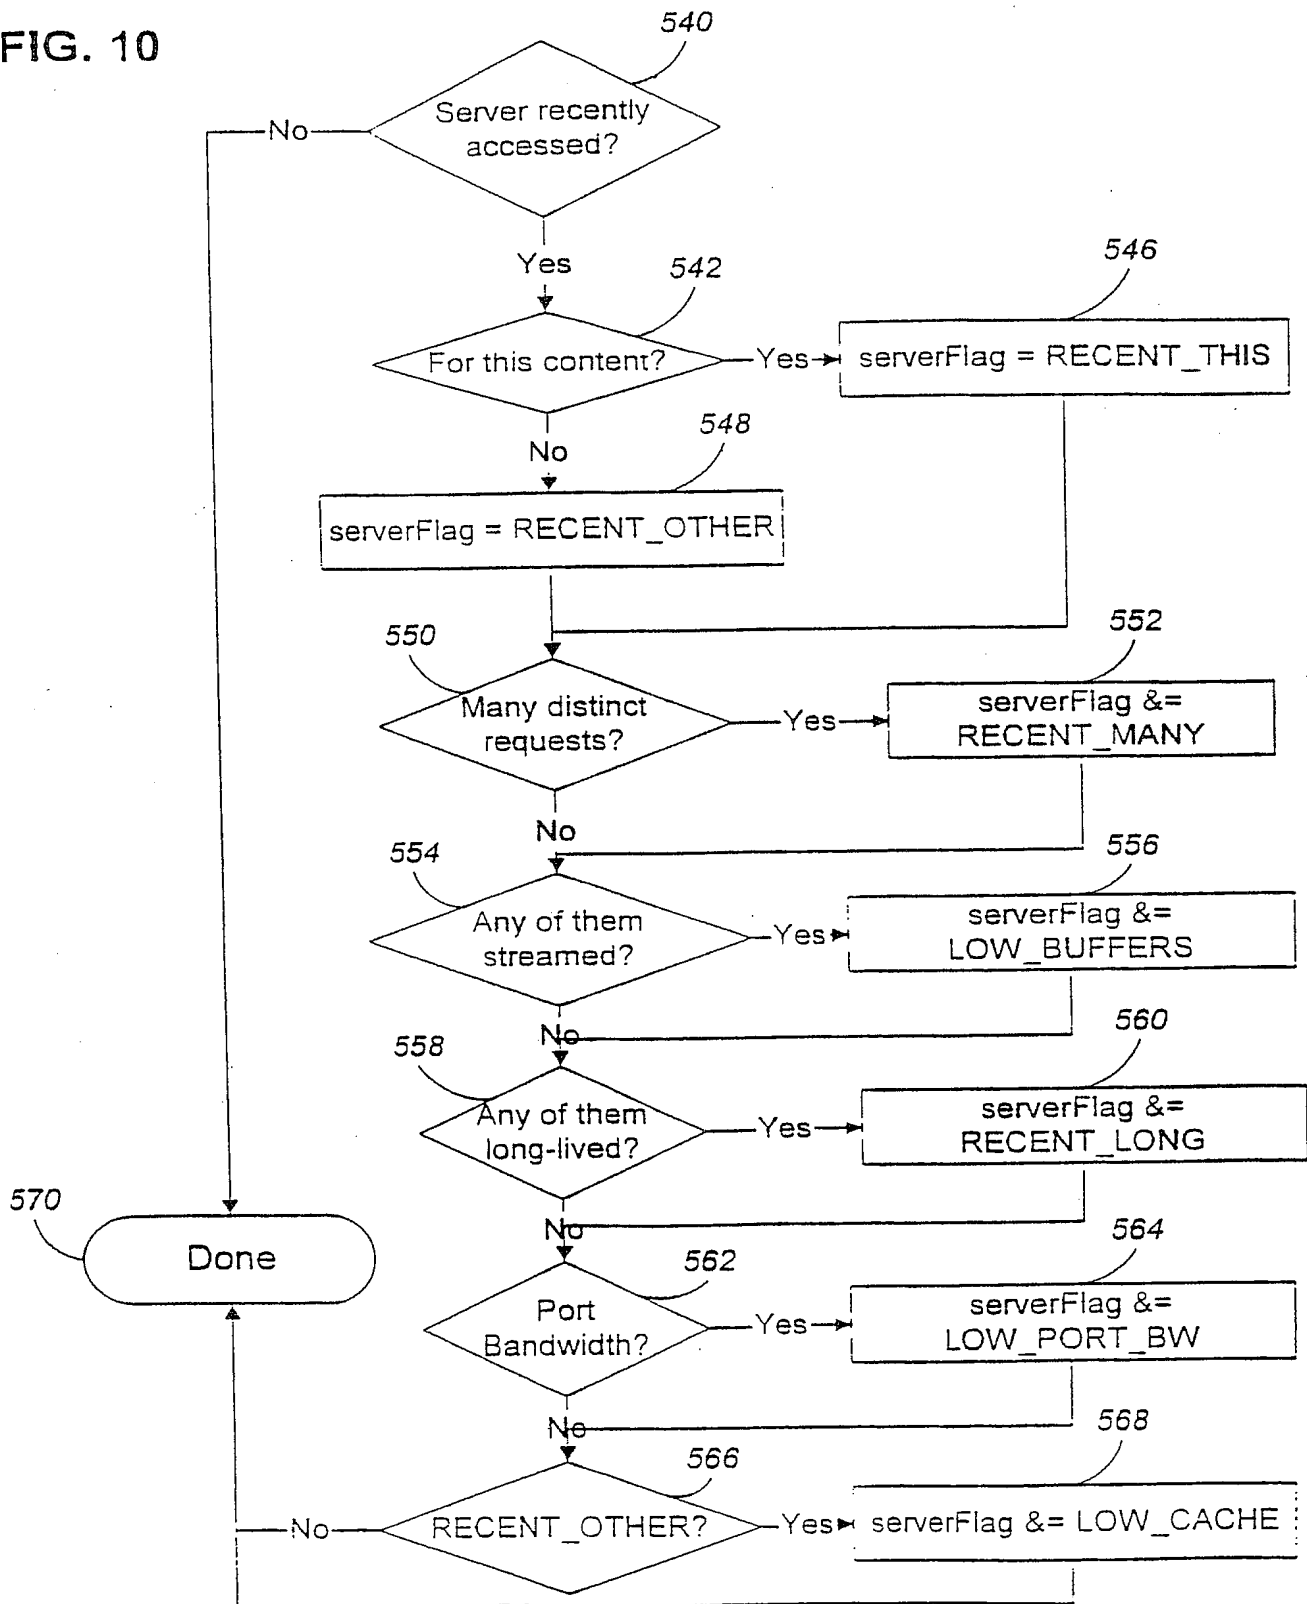 FIG. 10
540
Server recently
accessed?
No
Yes
542
546
For this content?
Yes
serverFlag = RECENT_THIS
No
548
serverFlag = RECENT_OTHER
550
552
Many distinct
requests?
Yes
serverFlag &=
RECENT_MANY
No
554
556
Any of them
streamed?
Yes
serverFlag &=
LOW_BUFFERS
No
558
560
Any of them
long-lived?
Yes
serverFlag &=
RECENT_LONG
570
Done
No
562
564
Port
Bandwidth?
Yes
serverFlag &=
LOW_PORT_BW
No
566
568
No
RECENT_OTHER?
Yes
serverFlag &= LOW_CACHE